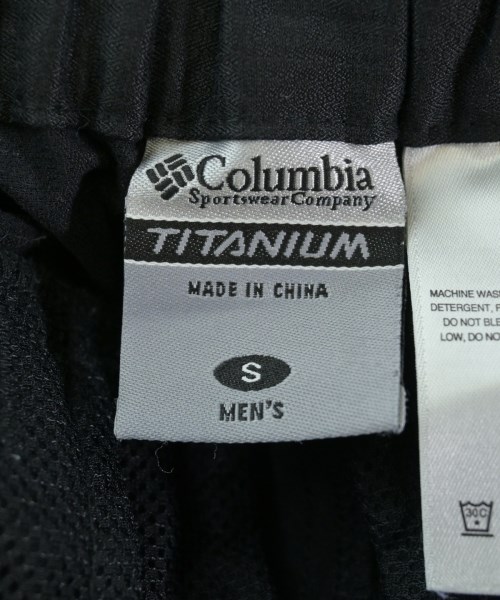 Columbia
Sportswear Company
TITANIUM
MADE IN CHINA
S
MEN'S
MACHINE WAS
DETERGENT, P
DO NOT BLE
LOW, DO NO
30C